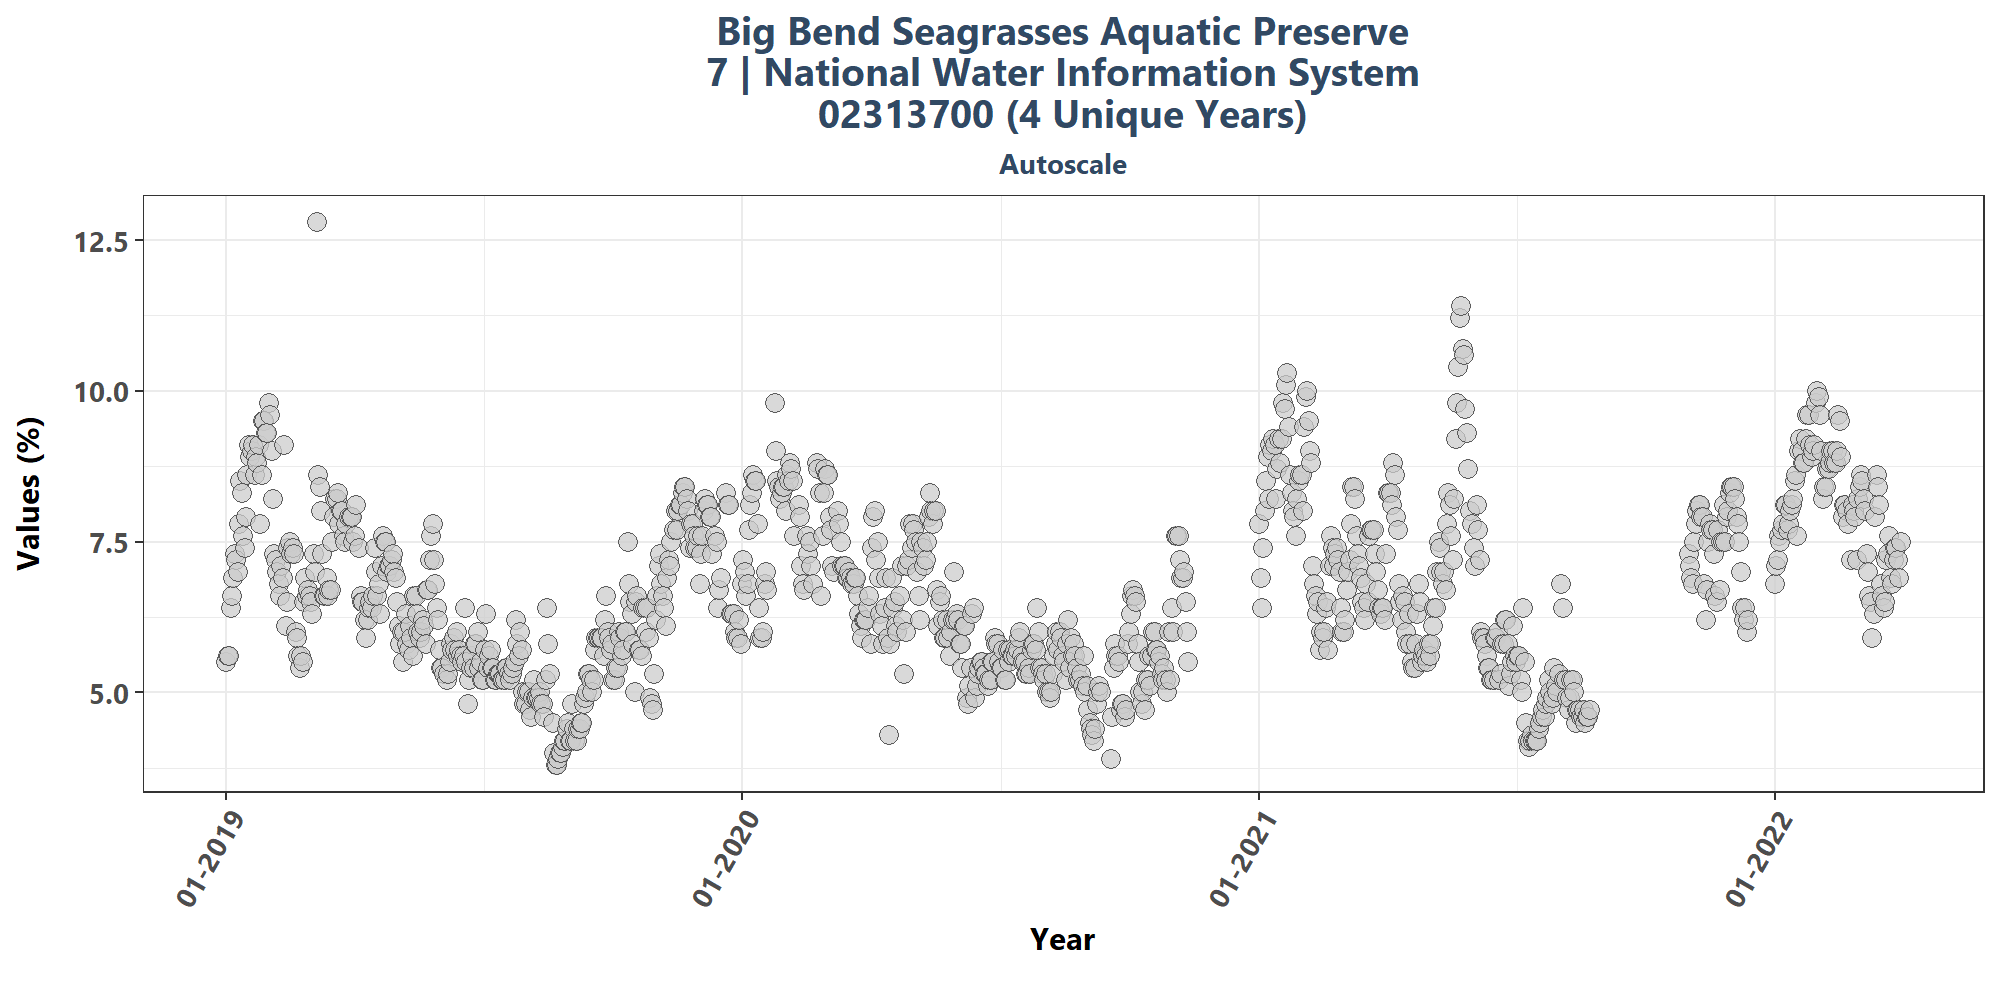 Big Bend Seagrasses Aquatic Preserve
7 | National Water Information System
02313700 (4 Unique Years)
Autoscale
Values (%)
12.5
10.0
7.5
5.0
01-2019
01-2020
01-2021
01-2022
Year